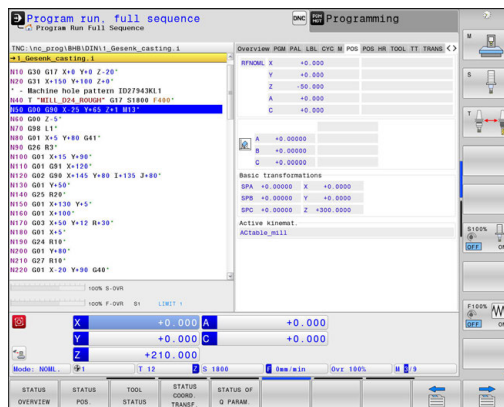 Program run, full sequence
Program Run Full Sequence
DNC
Programming
TNC:\nc_prog\BHB\DIN\1_Gesenk_casting.i
→1_Gesenk_casting.i
N10 G30 G17 X+0 Y+0 Z-20*
N20 G31 X+150 Y+100 Z+0*
* - Machine hole pattern ID27943KL1
N40 T "MILL_D24_ROUGH" G17 S1800 F400*
N50 G00 G90 X-25 Y+65 Z+1 M13*
N60 G00 Z-5*
N70 G98 L1*
N80 G01 X+5 Y+80 G41*
N90 G26 R3*
N100 G01 X+15 Y+90*
N110 G01 G91 X+120*
N120 G02 G90 X+145 Y+80 I+135 J+80*
N130 G01 Y+50*
N140 G25 R20*
N150 G01 X+130 Y+5*
N160 G01 X+100*
N170 G03 X+50 Y+12 R+30*
N180 G01 X+5*
N190 G24 R10*
N200 G01 Y+80*
N210 G27 R10*
N220 G01 X-20 Y+90 G40*
100% S-OVR
100% F-OVR S1 LIMIT 1
Overview PGM PAL LBL CYC M POS POS HR TOOL TT TRANS
RFNOML X +0.000
Y +0.000
Z -50.000
A +0.000
C +0.000
A +0.00000
B +0.00000
C +0.00000
Basic transformations
SPA +0.00000 X +0.0000
SPB +0.00000 Y +0.0000
SPC +0.00000 Z +300.0000
Active kinemat.
ACtable_mill
X +0.000 A +0.000
Y +0.000 C +0.000
Z +210.000
Mode: NOML. 1 T 12 Z S 1800 F 0mm/min Ovr 100% M 3/9
STATUS OVERVIEW
STATUS POS.
TOOL STATUS
STATUS COORD. TRANSF.
STATUS OF Q PARAM.
M
S
T
S100%
OFF ON
F100%
OFF ON